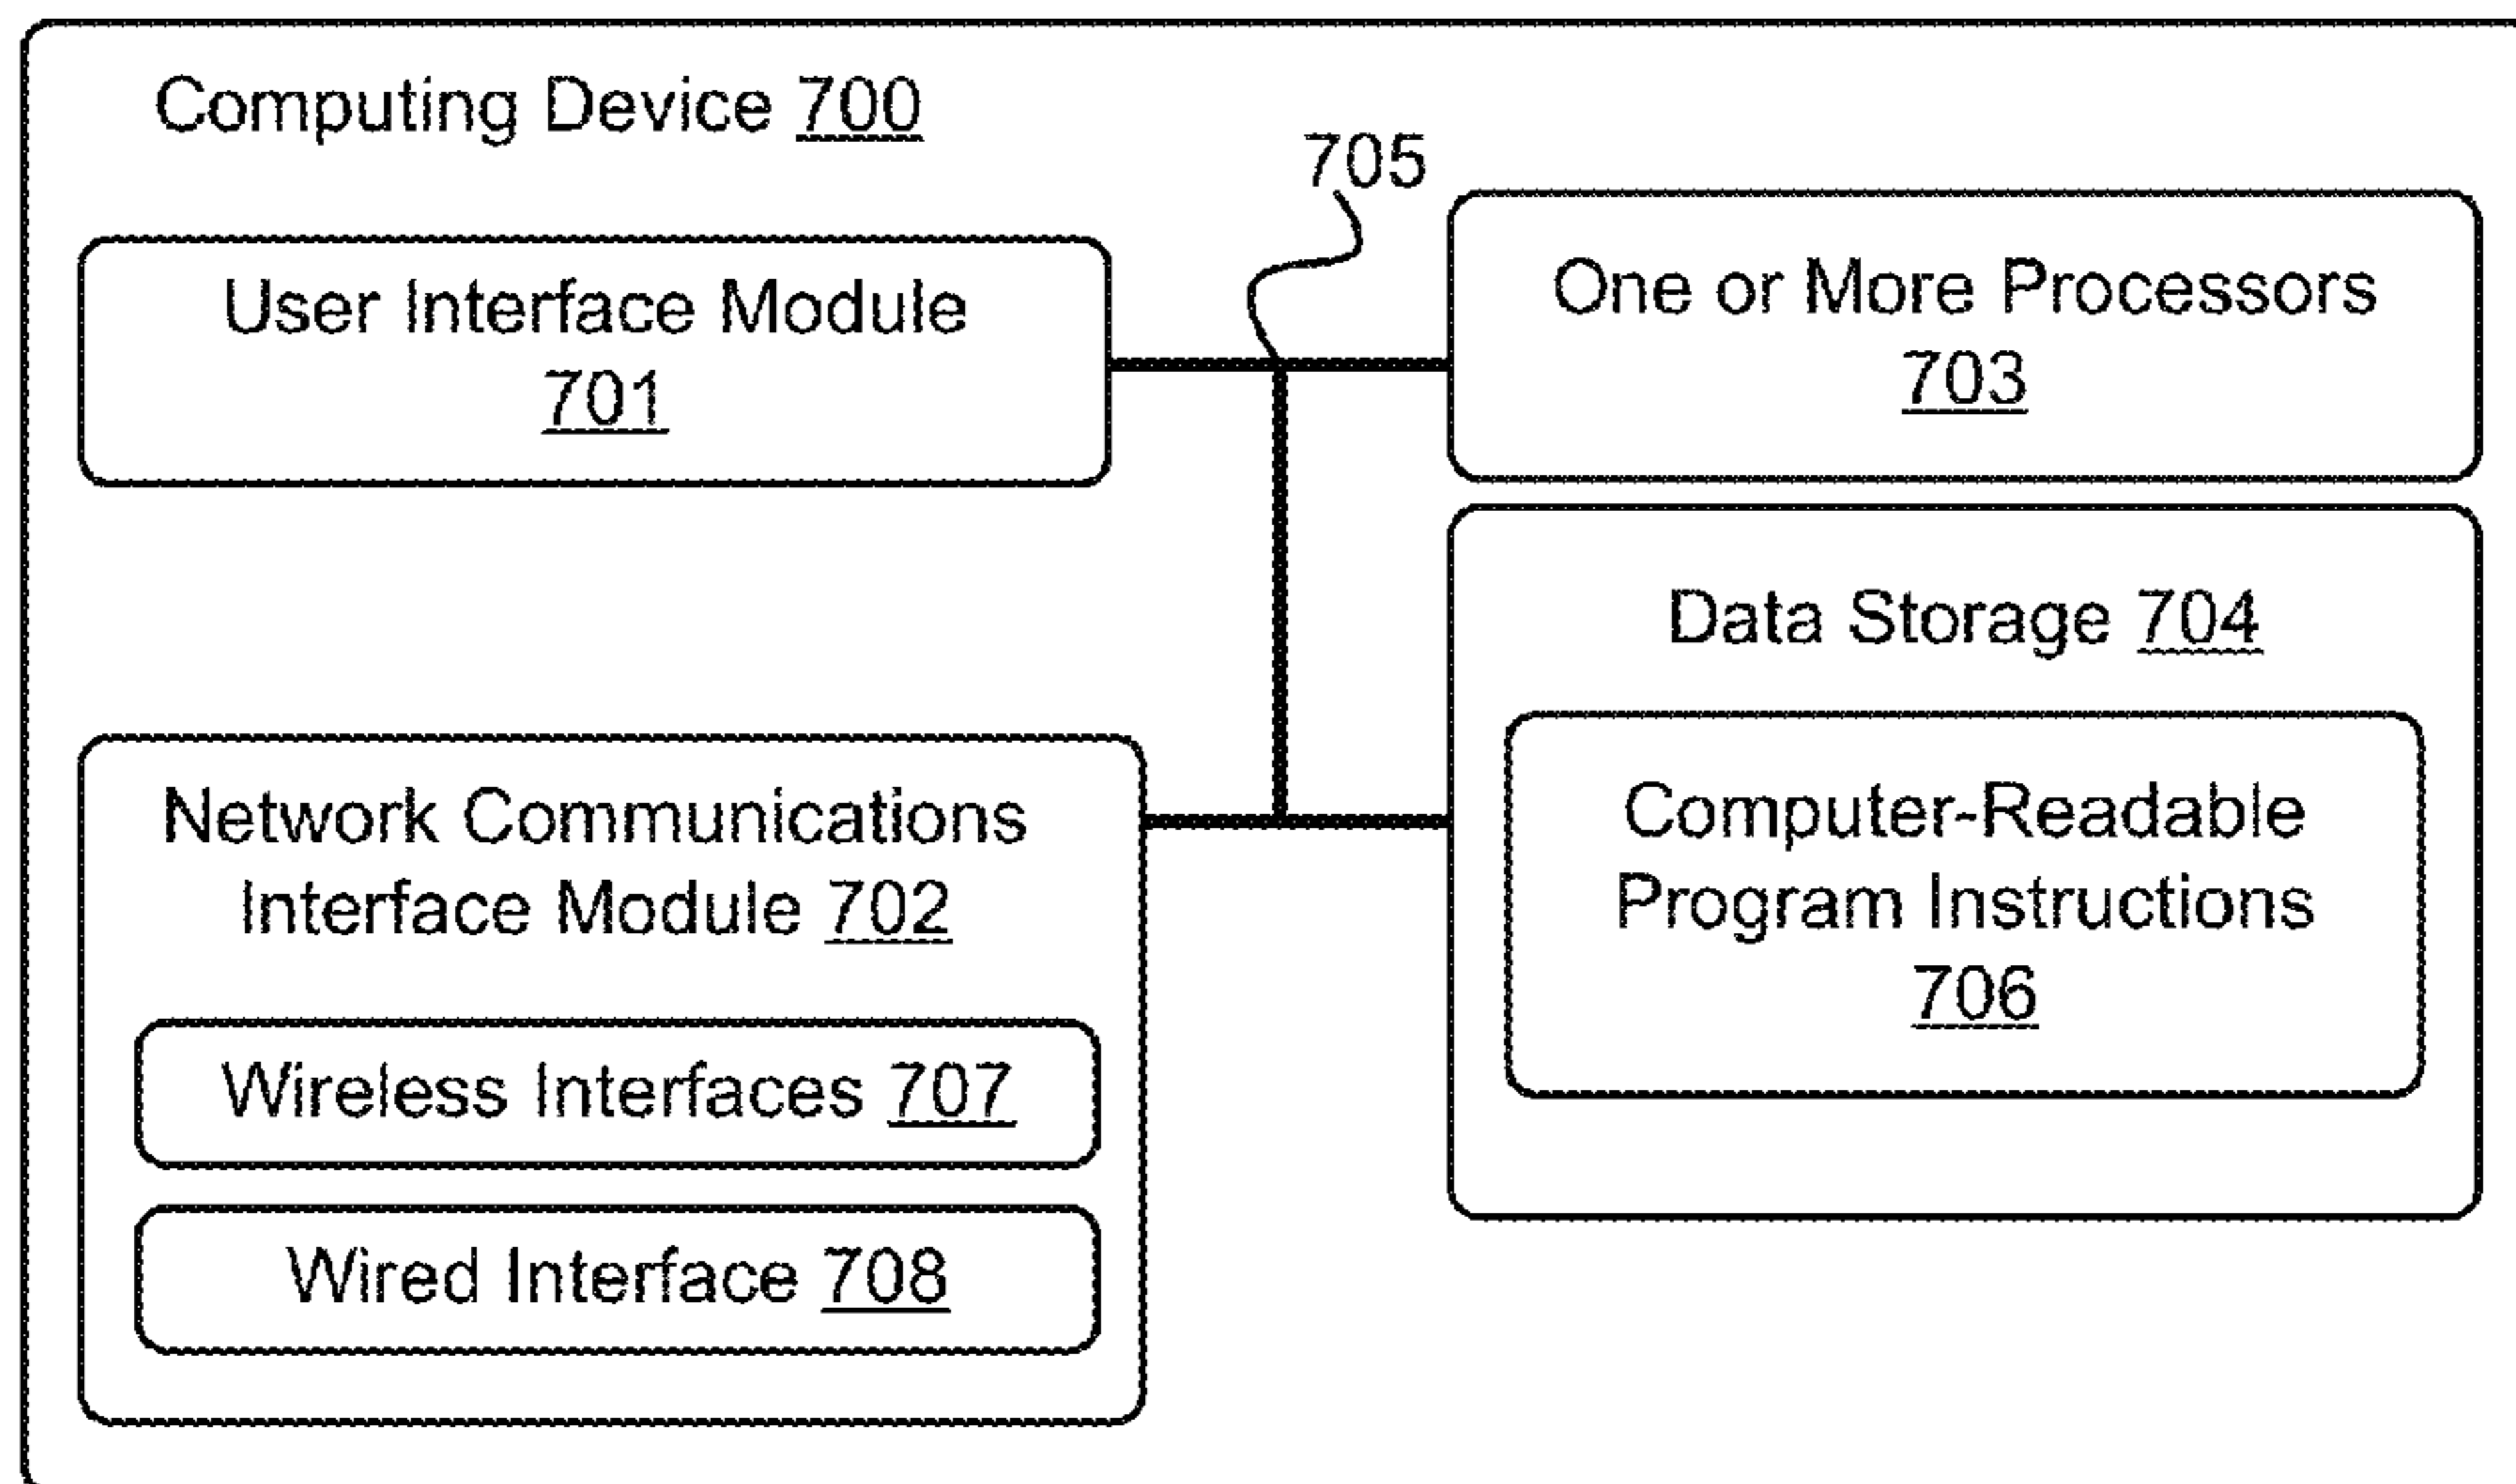 Computing Device 700
705
User Interface Module
701
One or More Processors
703
Data Storage 704
Computer-Readable
Program Instructions
706
Network Communications
Interface Module 702
Wireless Interfaces 707
Wired Interface 708